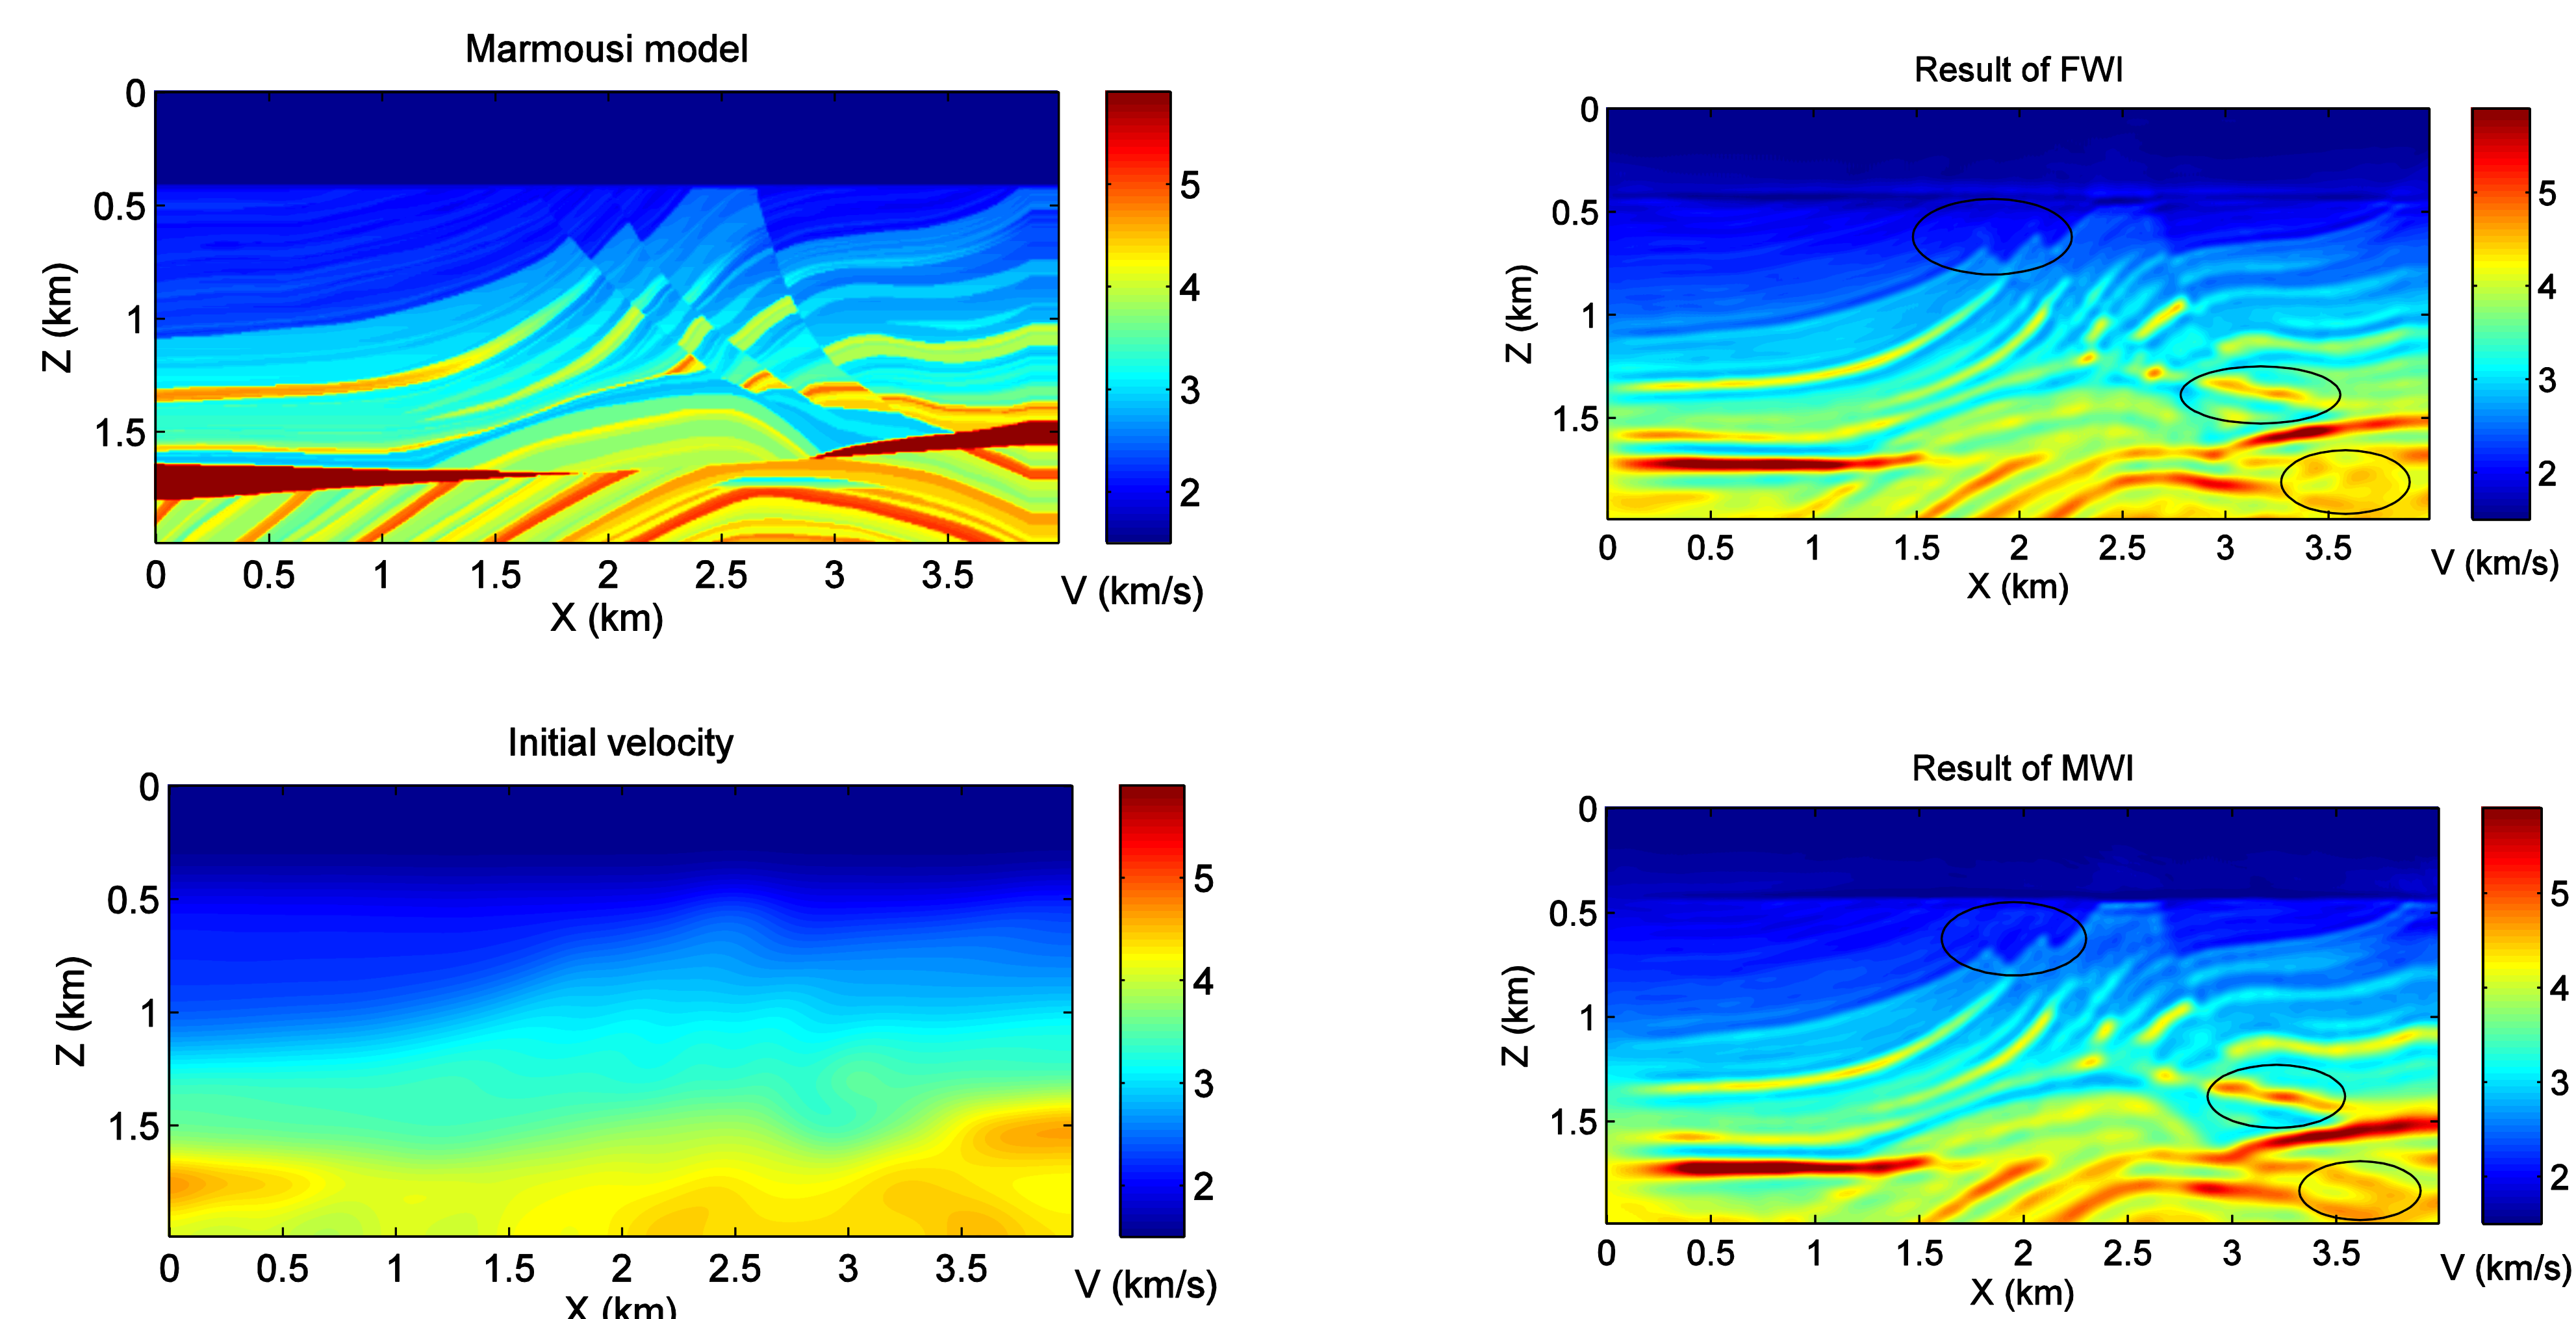 Marmousi model
0
0.5
1
1.5
Z (km)
0 0.5 1 1.5 2 2.5 3 3.5
X (km)
5
4
3
2
V (km/s)
Result of FWI
0
0.5
1
1.5
Z (km)
0 0.5 1 1.5 2 2.5 3 3.5
X (km)
5
4
3
2
V (km/s)
Initial velocity
0
0.5
1
1.5
Z (km)
0 0.5 1 1.5 2 2.5 3 3.5
X (km)
5
4
3
2
V (km/s)
Result of MWI
0
0.5
1
1.5
Z (km)
0 0.5 1 1.5 2 2.5 3 3.5
X (km)
5
4
3
2
V (km/s)